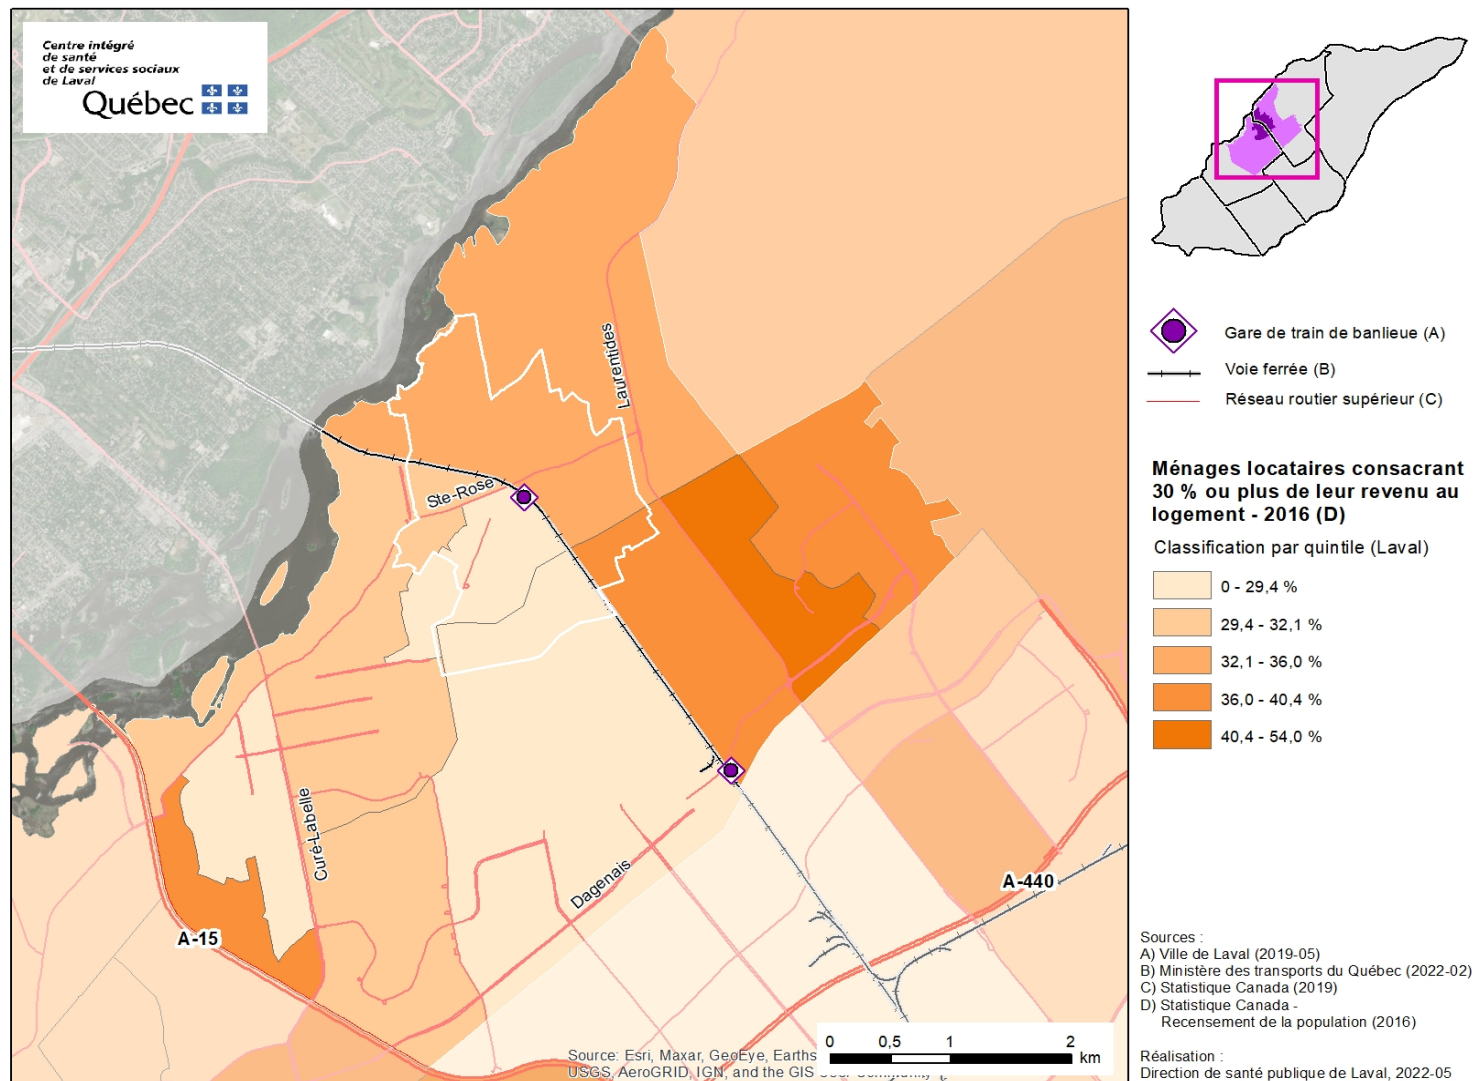 Centre intégré
de santé
et de services sociaux
de Laval
Québec
Laurentides
Ste-Rose
Curé-Labelle
Dagenais
A-15
A-440
Source: Esri, Maxar, GeoEye, Earths
USGS, AeroGRID, IGN, and the GIS User Community
0 0,5 1 2
km
Gare de train de banlieue (A)
Voie ferrée (B)
Réseau routier supérieur (C)
Ménages locataires consacrant
30 % ou plus de leur revenu au
logement - 2016 (D)
Classification par quintile (Laval)
0 - 29,4 %
29,4 - 32,1 %
32,1 - 36,0 %
36,0 - 40,4 %
40,4 - 54,0 %
Sources :
A) Ville de Laval (2019-05)
B) Ministère des transports du Québec (2022-02)
C) Statistique Canada (2019)
D) Statistique Canada -
Recensement de la population (2016)
Réalisation :
Direction de santé publique de Laval, 2022-05